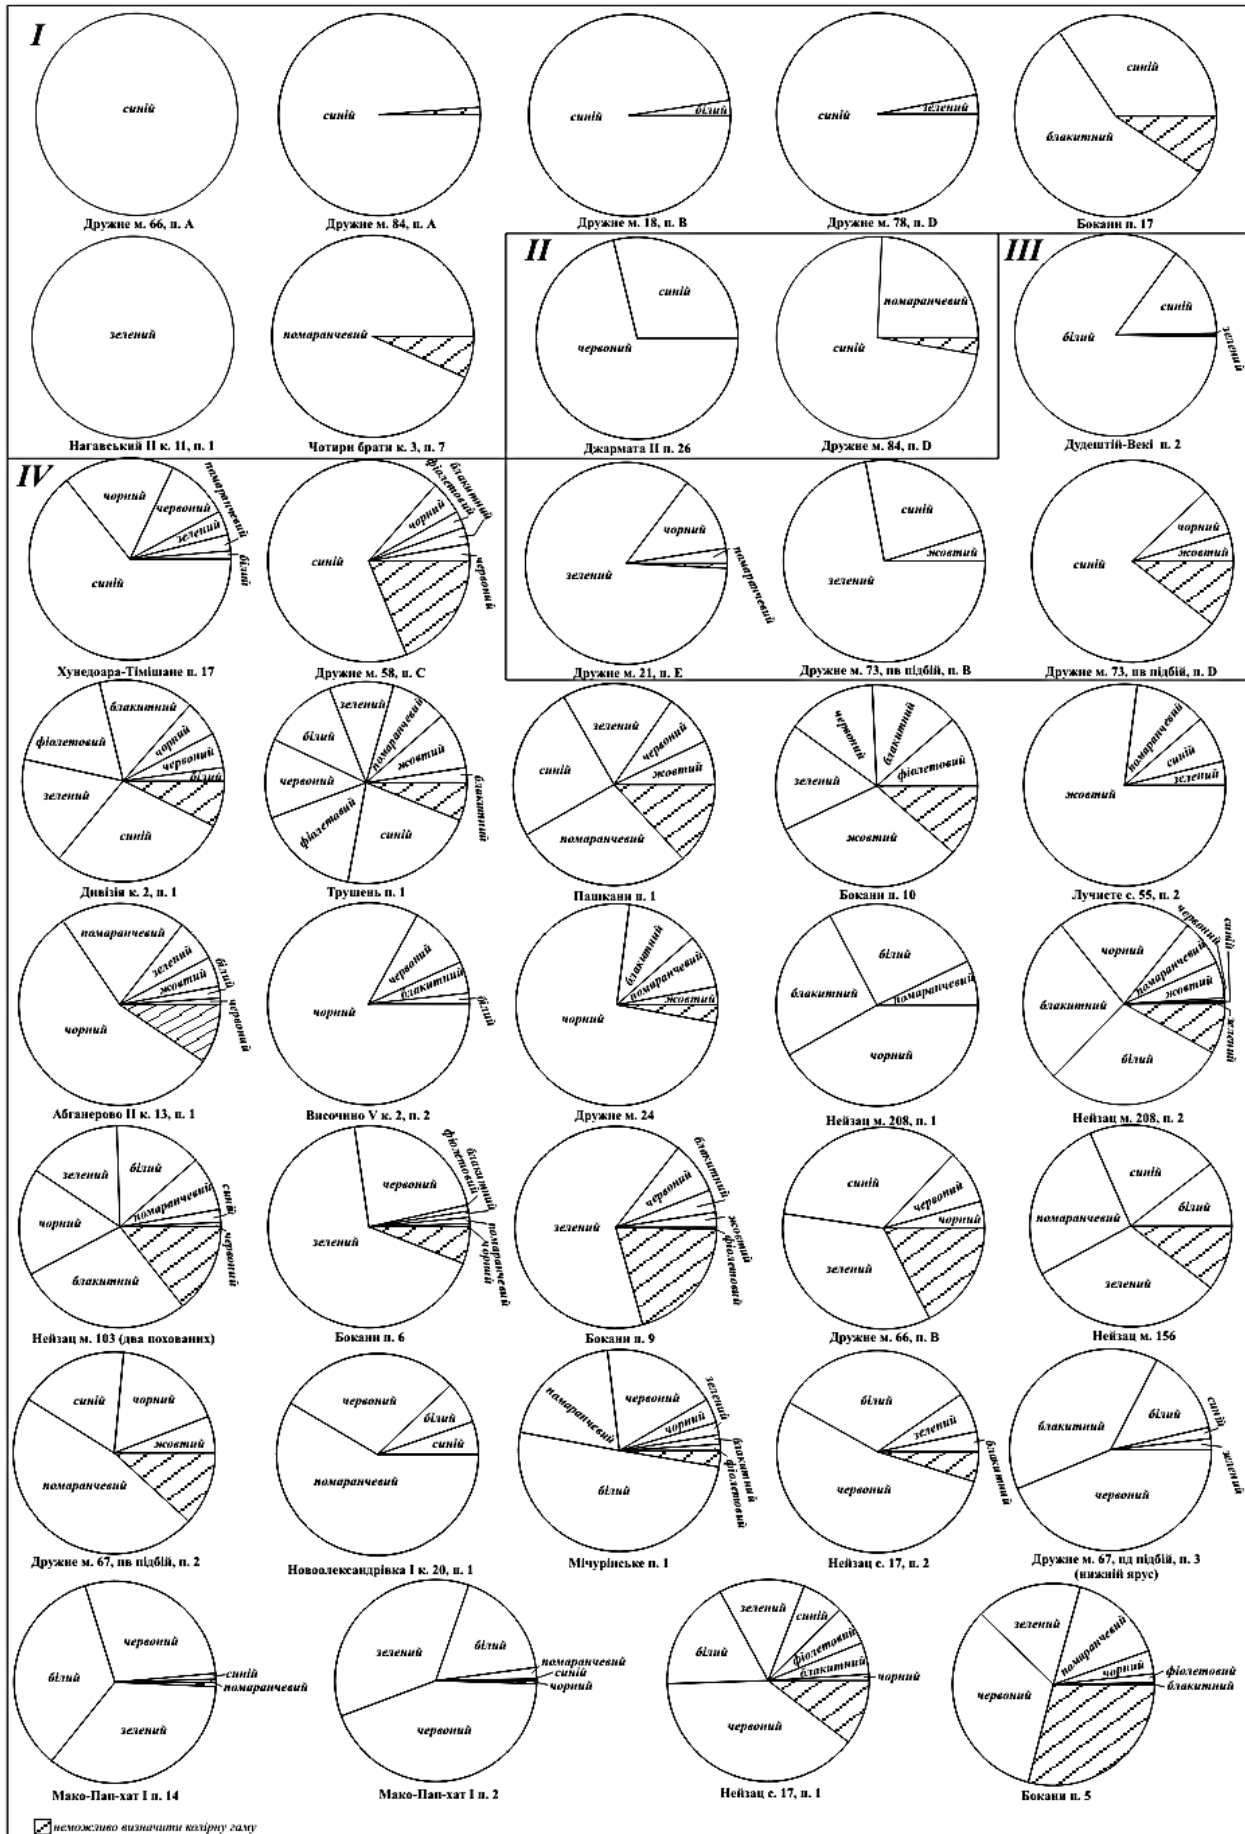 I
синій
Дружне м. 66, п. A
синій
Дружне м. 84, п. A
синій
білий
Дружне м. 18, п. B
синій
зелений
Дружне м. 78, п. D
синій
блакитний
Бокани п. 17
зелений
Нагавський II к. 11, п. 1
помаранчевий
Чотири брати к. 3, п. 7
II
синій
червоний
Джармата II п. 26
помаранчевий
синій
Дружне м. 84, п. D
III
синій
білий
зелений
Дудештій-Векі п. 2
IV
чорний
червоний
помаранчевий
зелений
білий
синій
Хунедоара-Тімішане п. 17
блакитний
фіолетовий
чорний
синій
червоний
Дружне м. 58, п. C
чорний
зелений
помаранчевий
Дружне м. 21, п. E
синій
жовтий
зелений
Дружне м. 73, пв підбій, п. B
чорний
жовтий
синій
Дружне м. 73, пв підбій, п. D
блакитний
чорний
червоний
білий
фіолетовий
зелений
синій
Дивізія к. 2, п. 1
зелений
помаранчевий
жовтий
блакитний
білий
червоний
фіолетовий
синій
Трушень п. 1
зелений
червоний
жовтий
синій
помаранчевий
Пашкани п. 1
червоний
блакитний
фіолетовий
зелений
жовтий
Бокани п. 10
помаранчевий
синій
зелений
жовтий
Лучисте с. 55, п. 2
помаранчевий
зелений
жовтий
білий
червоний
чорний
Абганерово II к. 13, п. 1
червоний
блакитний
білий
чорний
Височино V к. 2, п. 2
блакитний
помаранчевий
жовтий
чорний
Дружне м. 24
білий
помаранчевий
блакитний
чорний
Нейзац м. 208, п. 1
чорний
червоний
помаранчевий
жовтий
синій
зелений
блакитний
білий
Нейзац м. 208, п. 2
зелений
білий
помаранчевий
синій
червоний
чорний
блакитний
Нейзац м. 103 (два похованих)
червоний
фіолетовий
блакитний
помаранчевий
чорний
зелений
Бокани п. 6
блакитний
червоний
жовтий
фіолетовий
зелений
Бокани п. 9
синій
червоний
чорний
зелений
Дружне м. 66, п. B
синій
білий
помаранчевий
зелений
Нейзац м. 156
синій
чорний
жовтий
помаранчевий
Дружне м. 67, пв підбій, п. 2
червоний
білий
синій
помаранчевий
Новоолександрівка I к. 20, п. 1
помаранчевий
червоний
зелений
чорний
блакитний
фіолетовий
білий
Мічурінське п. 1
білий
зелений
блакитний
червоний
Нейзац с. 17, п. 2
блакитний
білий
синій
зелений
червоний
Дружне м. 67, пд підбій, п. 3
(нижній ярус)
червоний
білий
синій
помаранчевий
зелений
Мако-Пап-хат I п. 14
зелений
білий
помаранчевий
синій
чорний
червоний
Мако-Пап-хат I п. 2
зелений
синій
фіолетовий
блакитний
чорний
білий
червоний
Нейзац с. 17, п. 1
зелений
помаранчевий
чорний
фіолетовий
блакитний
червоний
Бокани п. 5
неможливо визначити колірну гаму